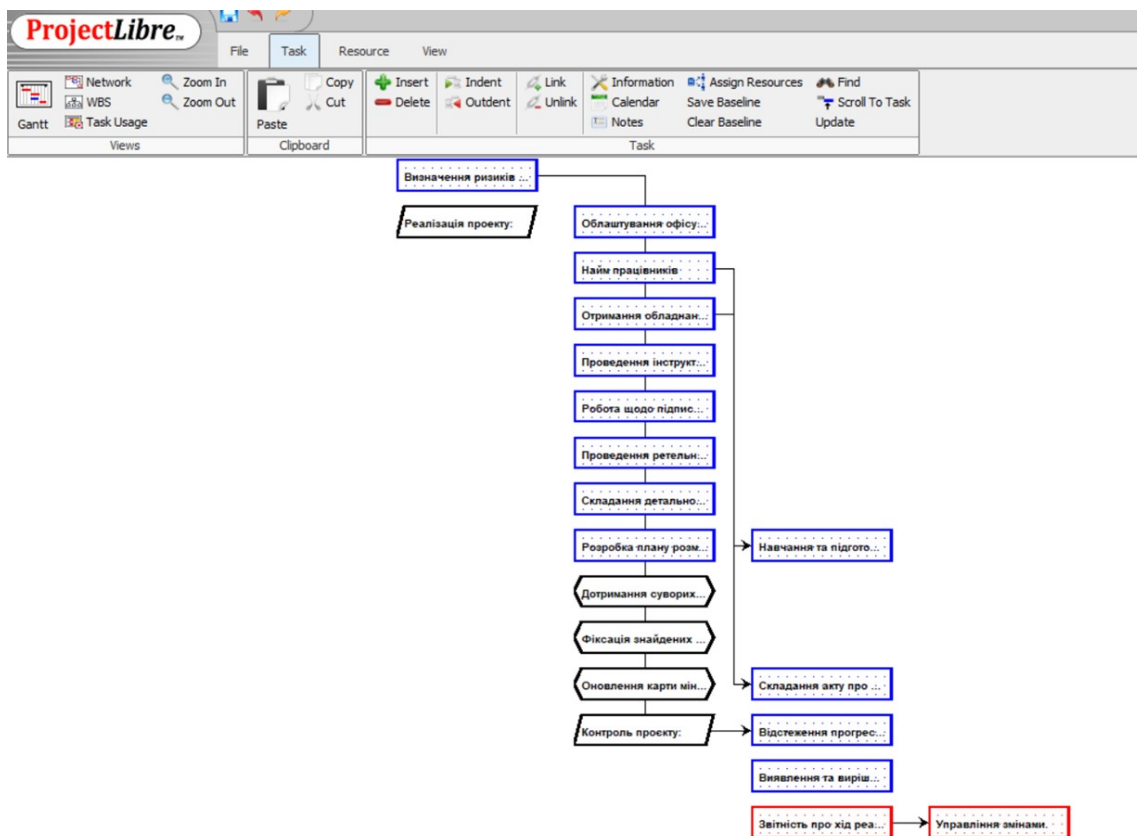 ProjectLibre™
File Task Resource View
Network Zoom In Copy Insert Indent Link Information Assign Resources Find
WBS Zoom Out Cut Delete Outdent Unlink Calendar Save Baseline Scroll To Task
Gantt Task Usage Paste Notes Clear Baseline Update
Views Clipboard Task
Визначення ризиків ...
Реалізація проекту: Облаштування офісу...
Найм працівників
Отримання обладнан...
Проведення інструкт...
Робота щодо підпис...
Проведення ретельн...
Складання детально...
Розробка плану розм... Навчання та підгото...
Дотримання суворих...
Фіксація знайдених ...
Оновлення карти мін...
Складання акту про ...
Контроль проєкту: Відстеження прогрес...
Виявлення та виріш...
Звітність про хід реа... Управління змінами.